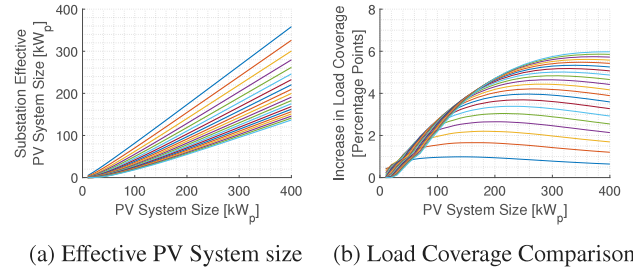 Substation Effective
PV System Size [kWp]
400
300
200
100
0
0 100 200 300 400
PV System Size [kWp]
(a) Effective PV System size
Increase in Load Coverage
[Percentage Points]
8
6
4
2
0
0 100 200 300 400
PV System Size [kWp]
(b) Load Coverage Comparison